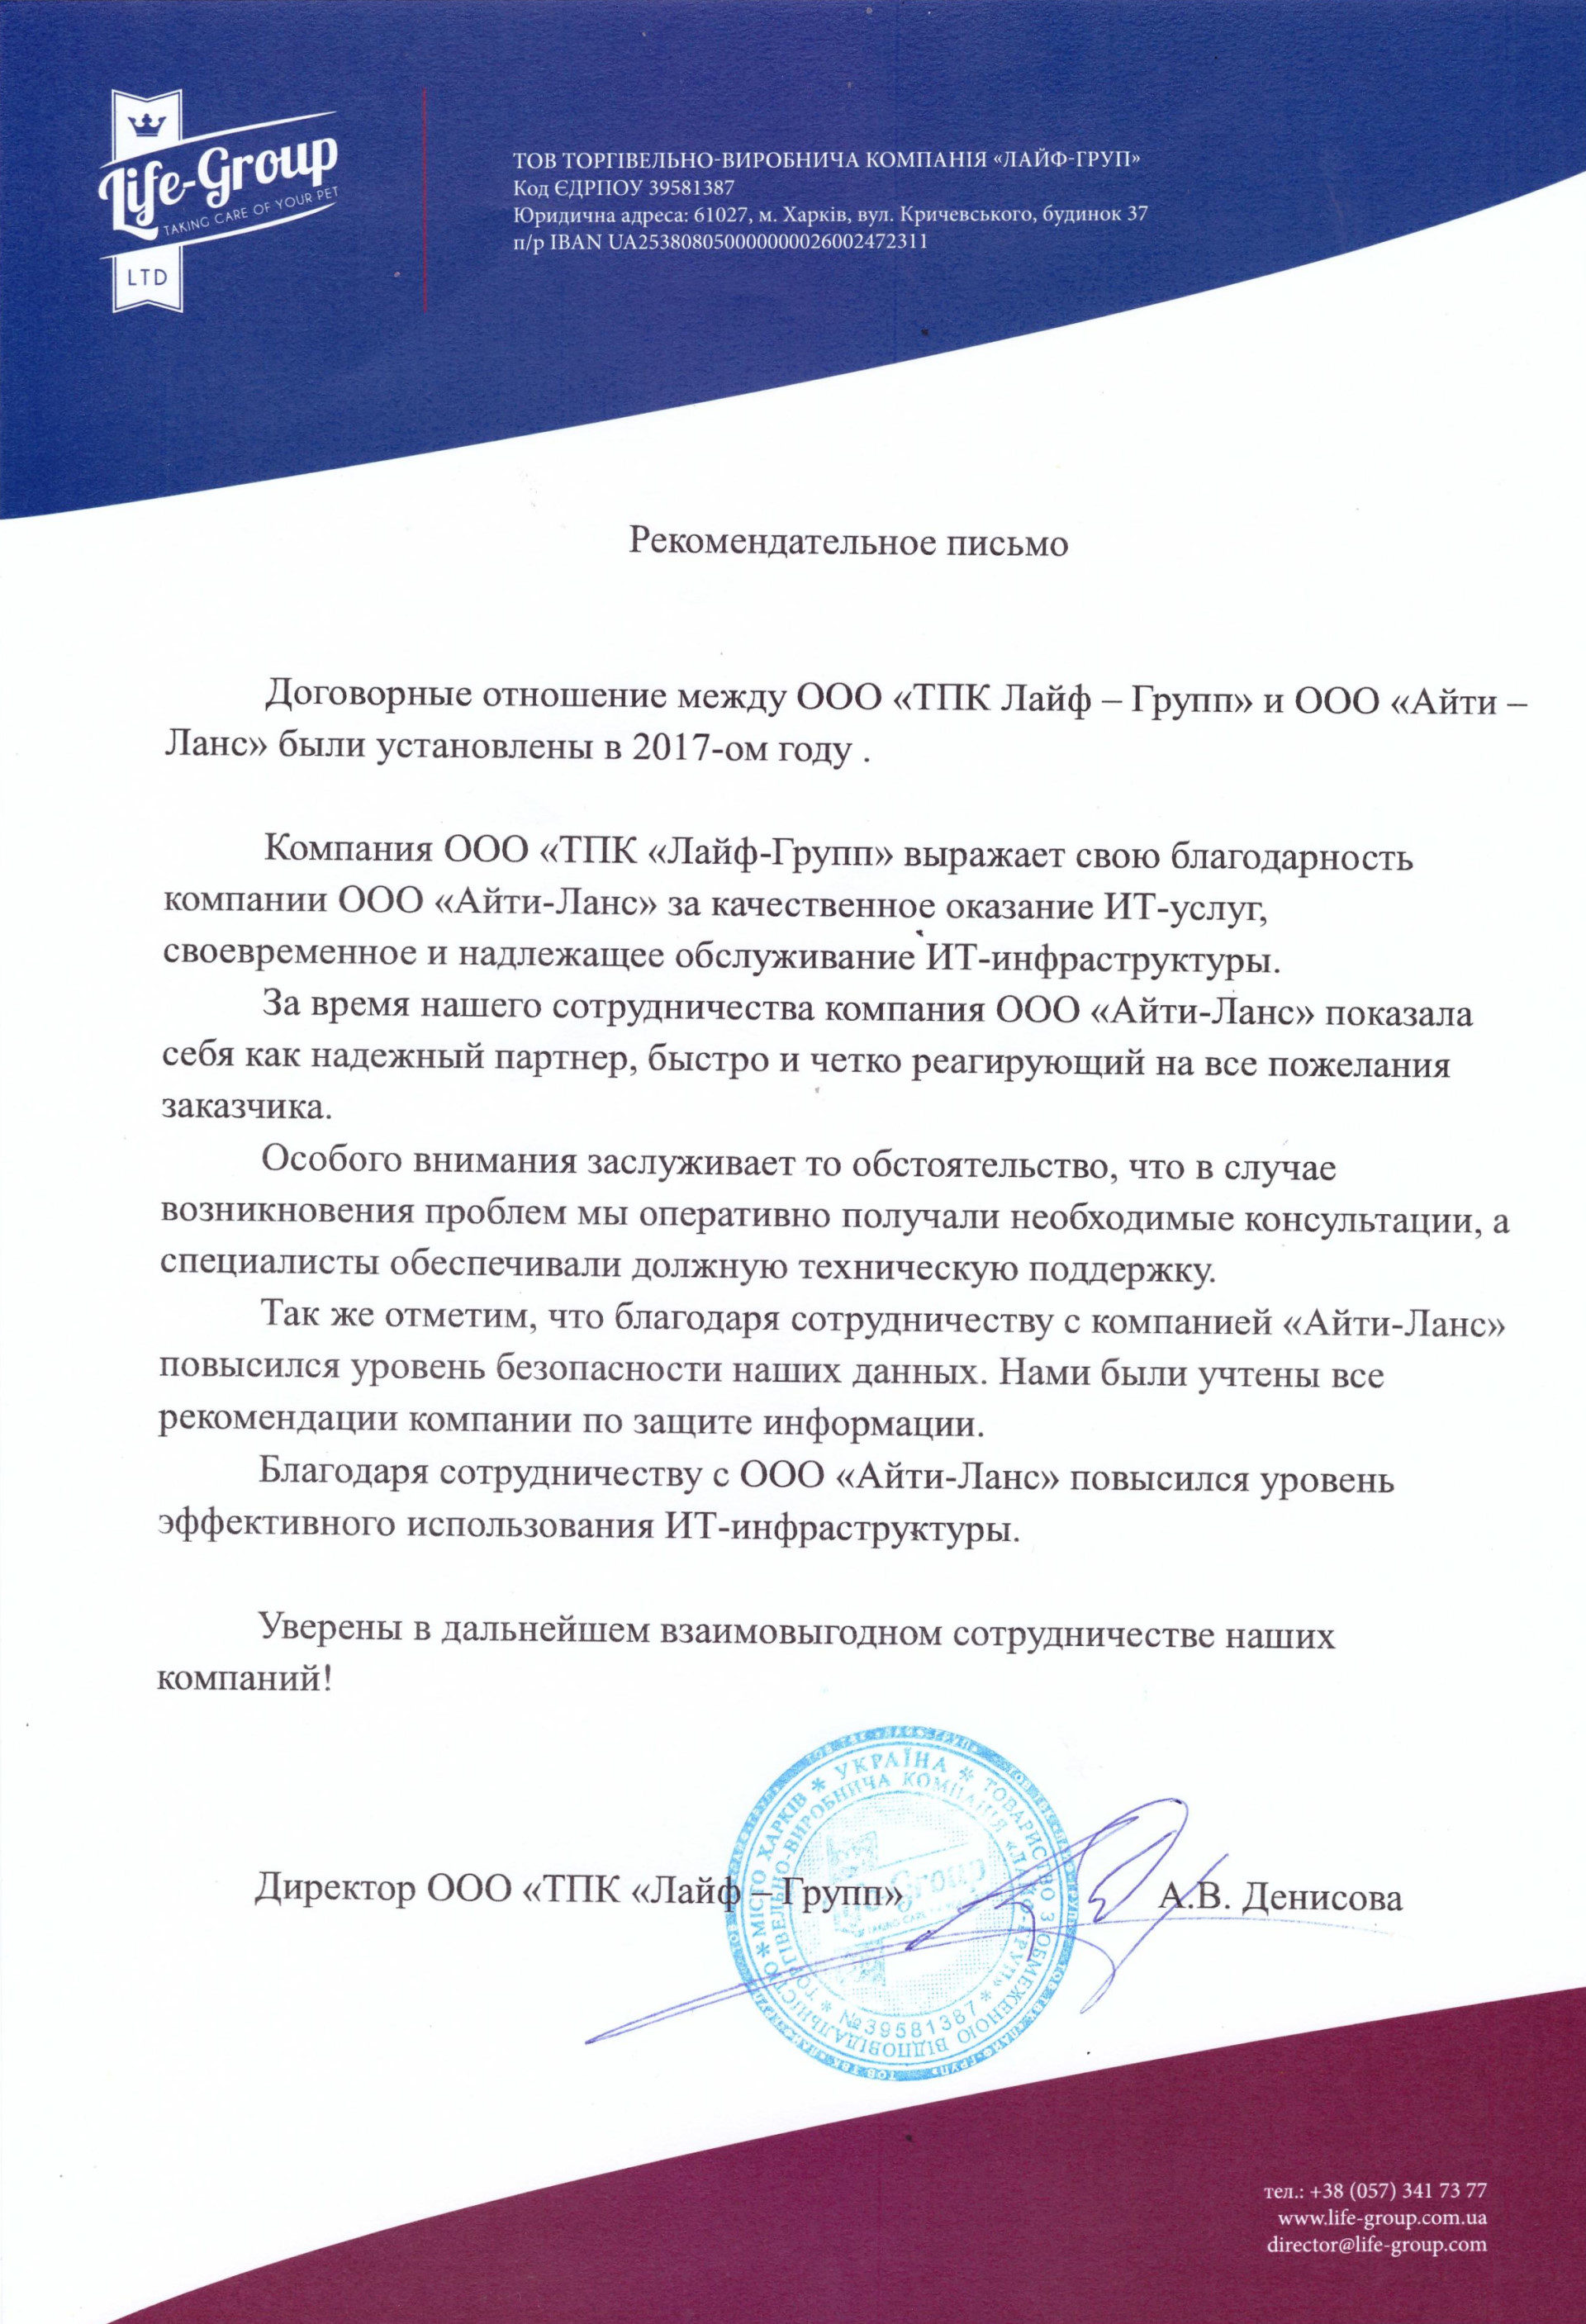 Life-Group
TAKING CARE OF YOUR PET
LTD
ТОВ ТОРГІВЕЛЬНО-ВИРОБНИЧА КОМПАНІЯ «ЛАЙФ-ГРУП»
Код ЄДРПОУ 39581387
Юридична адреса: 61027, м. Харків, вул. Кричевського, будинок 37
п/р IBAN UA253808050000000026002472311
Рекомендательное письмо
Договорные отношение между ООО «ТПК Лайф – Групп» и ООО «Айти –
Ланс» были установлены в 2017-ом году .
Компания ООО «ТПК «Лайф-Групп» выражает свою благодарность
компании ООО «Айти-Ланс» за качественное оказание ИТ-услуг,
своевременное и надлежащее обслуживание ИТ-инфраструктуры.
За время нашего сотрудничества компания ООО «Айти-Ланс» показала
себя как надежный партнер, быстро и четко реагирующий на все пожелания
заказчика.
Особого внимания заслуживает то обстоятельство, что в случае
возникновения проблем мы оперативно получали необходимые консультации, а
специалисты обеспечивали должную техническую поддержку.
Так же отметим, что благодаря сотрудничеству с компанией «Айти-Ланс»
повысился уровень безопасности наших данных. Нами были учтены все
рекомендации компании по защите информации.
Благодаря сотрудничеству с ООО «Айти-Ланс» повысился уровень
эффективного использования ИТ-инфраструктуры.
Уверены в дальнейшем взаимовыгодном сотрудничестве наших
компаний!
Директор ООО «ТПК «Лайф – Групп» А.В. Денисова
* МІСТО ХАРКІВ * УКРАЇНА * ТОВАРИСТВО З ОБМЕЖЕНОЮ ВІДПОВІДАЛЬНІСТЮ
* ТОРГІВЕЛЬНО-ВИРОБНИЧА КОМПАНІЯ «ЛАЙФ-ГРУП» *
№39581387
Group
TAKING CARE
тел.: +38 (057) 341 73 77
www.life-group.com.ua
director@life-group.com